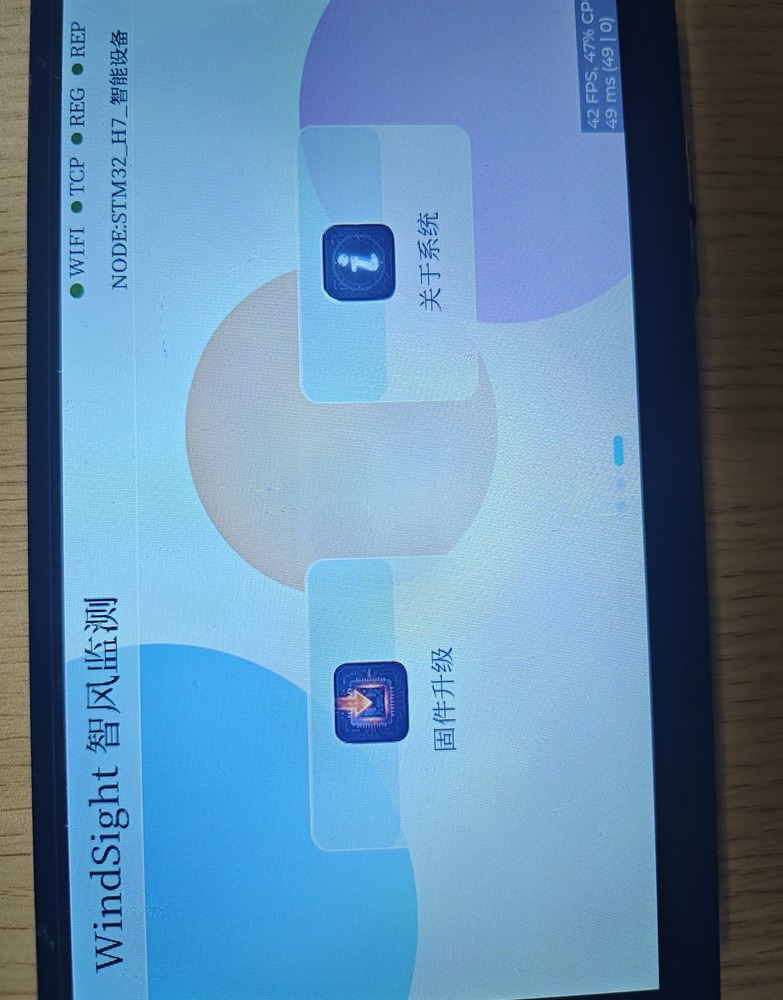 WindSight 智风监测
WIFI TCP REG REP
NODE:STM32_H7_智能设备
固件升级
关于系统
42 FPS, 47% CP
49 ms (49 | 0)